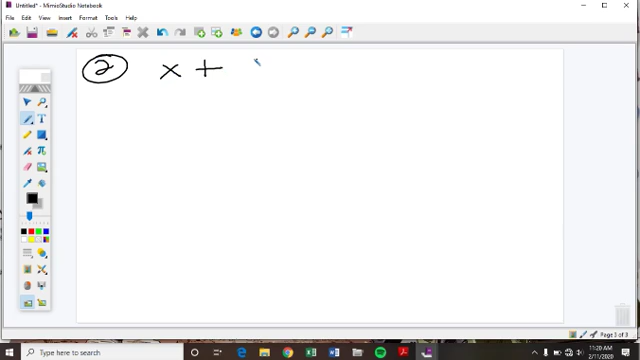 Untitled* - MimioStudio Notebook
File Edit View Insert Format Tools Help
② x +
Page 3 of 3
Type here to search
11:20 AM
2/11/2020